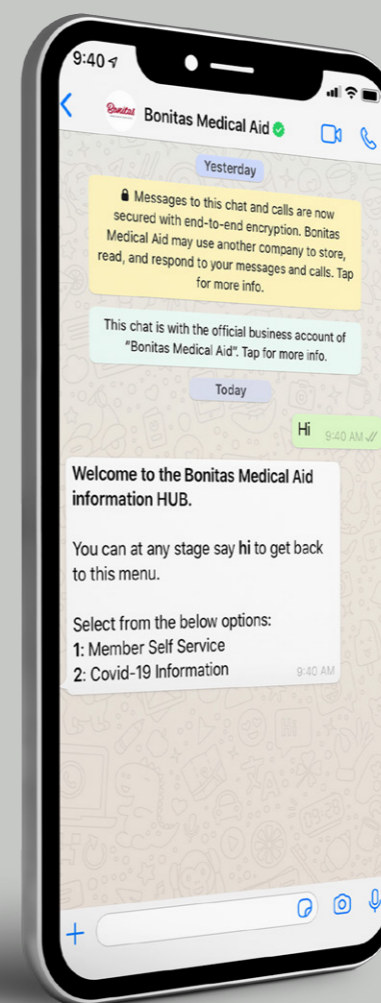 9:40
Bonitas
Bonitas Medical Aid
Yesterday
Messages to this chat and calls are now
secured with end-to-end encryption. Bonitas
Medical Aid may use another company to store,
read, and respond to your messages and calls. Tap
for more info.
This chat is with the official business account of
"Bonitas Medical Aid". Tap for more info.
Today
Hi 9:40 AM
Welcome to the Bonitas Medical Aid
information HUB.
You can at any stage say hi to get back
to this menu.
Select from the below options:
1: Member Self Service
2: Covid-19 Information 9:40 AM